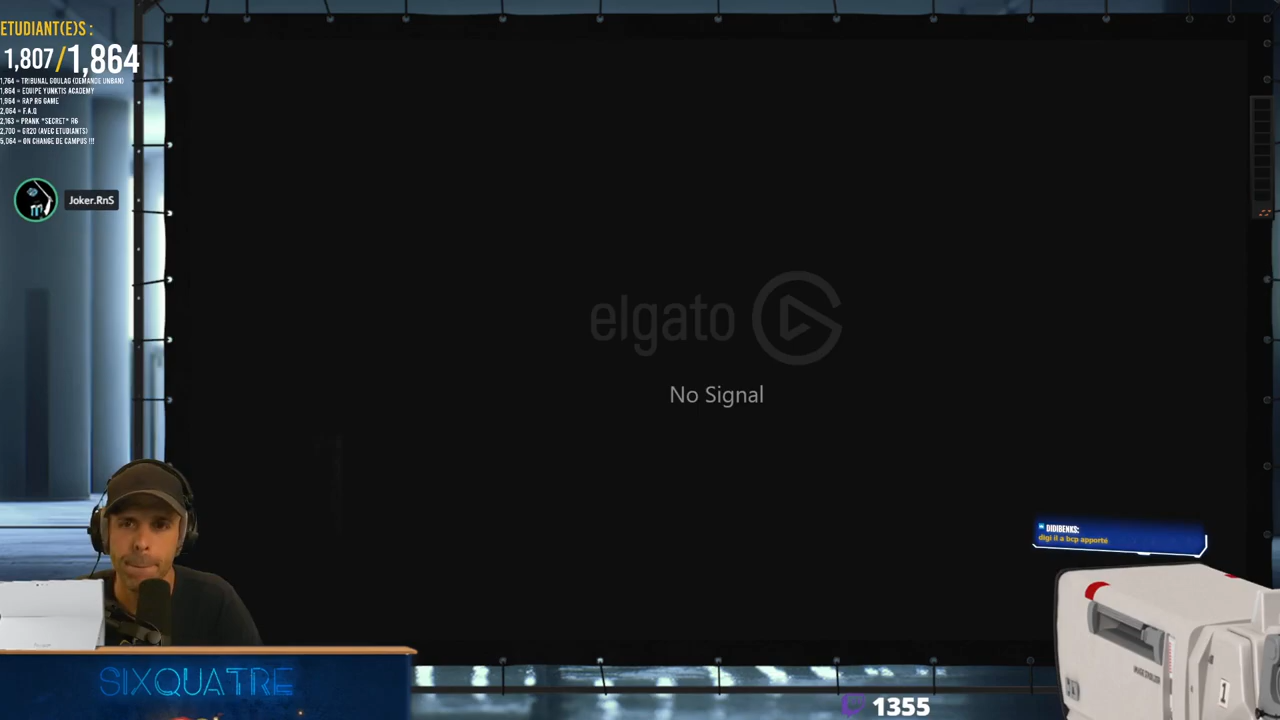 ETUDIANT(E)S :
1,807/1,864
1,764 = TRIBUNAL GOULAG (DEMANDE UNBAN)
1,864 = EQUIPE YUNKTIS ACADEMY
1,964 = RAP R6 GAME
2,064 = F.A.Q
2,163 = PRANK "SECRET" R6
2,700 = GR20 (AVEC ETUDIANTS)
5,064 = ON CHANGE DE CAMPUS !!!
Joker.RnS
elgato
No Signal
DIDIBENKS:
digi il a bcp apporté
1
SIXQUATRE
1355